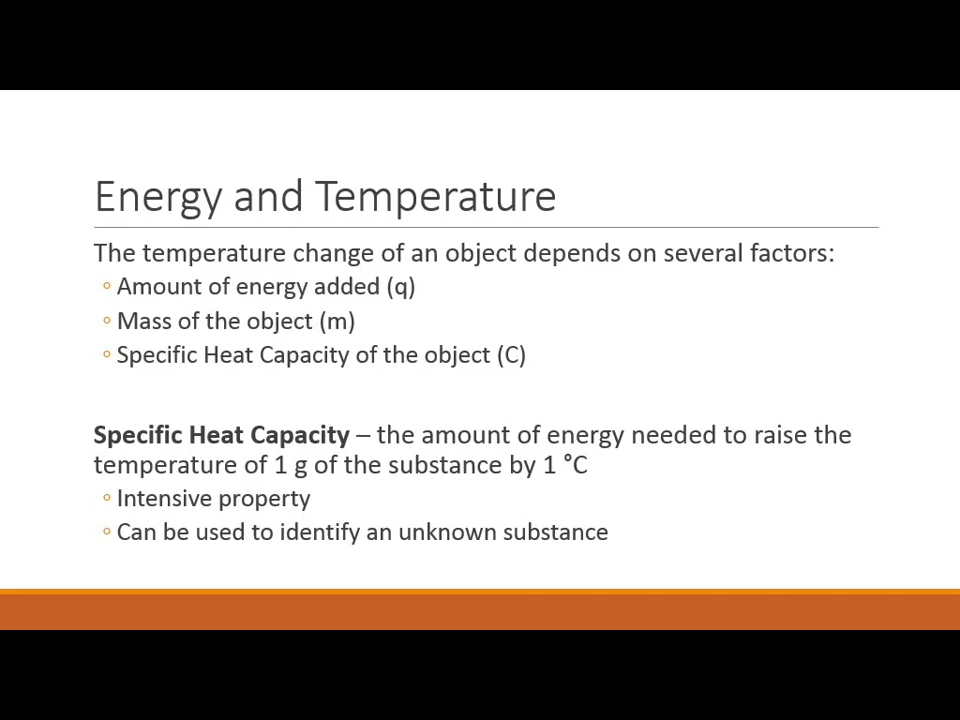 Energy and Temperature
The temperature change of an object depends on several factors:
◦ Amount of energy added (q)
◦ Mass of the object (m)
◦ Specific Heat Capacity of the object (C)
Specific Heat Capacity – the amount of energy needed to raise the
temperature of 1 g of the substance by 1 °C
◦ Intensive property
◦ Can be used to identify an unknown substance